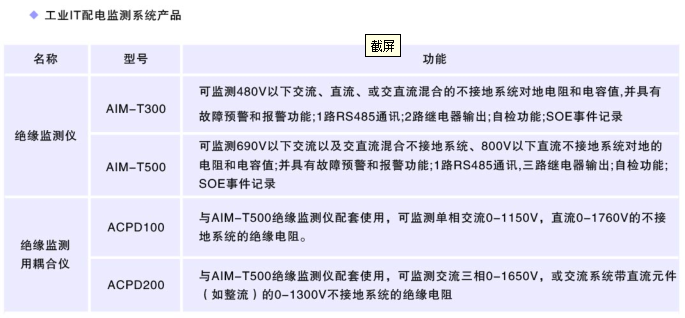 ◆ 工业IT配电监测系统产品
截屏
名称 型号 功能
绝缘监测仪
AIM-T300
可监测480V以下交流、直流、或交直流混合的不接地系统对地电阻和电容值,并具有
故障预警和报警功能;1路RS485通讯;2路继电器输出;自检功能;SOE事件记录
AIM-T500
可监测690V以下交流以及交直流混合不接地系统、800V以下直流不接地系统对地的
电阻和电容值;并具有故障预警和报警功能;1路RS485通讯,三路继电器输出;自检功能;
SOE事件记录
绝缘监测
用耦合仪
ACPD100
与AIM-T500绝缘监测仪配套使用，可监测单相交流0-1150V，直流0-1760V的不接
地系统的绝缘电阻。
ACPD200
与AIM-T500绝缘监测仪配套使用，可监测交流三相0-1650V，或交流系统带直流元件
（如整流）的0-1300V不接地系统的绝缘电阻